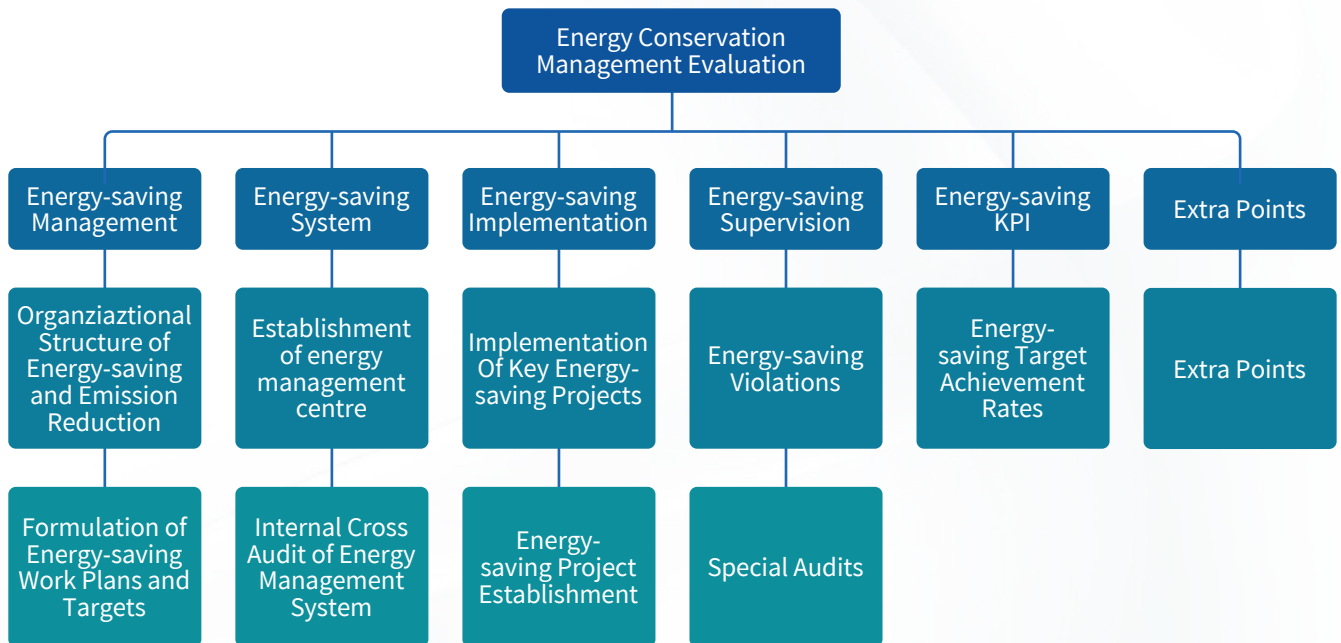 Energy Conservation
Management Evaluation
Energy-saving
Management
Energy-saving
System
Energy-saving
Implementation
Energy-saving
Supervision
Energy-saving
KPI
Extra Points
Organziaztional
Structure of
Energy-saving
and Emission
Reduction
Establishment
of energy
management
centre
Implementation
Of Key Energy-
saving Projects
Energy-saving
Violations
Energy-
saving Target
Achievement
Rates
Extra Points
Formulation of
Energy-saving
Work Plans and
Targets
Internal Cross
Audit of Energy
Management
System
Energy-
saving Project
Establishment
Special Audits